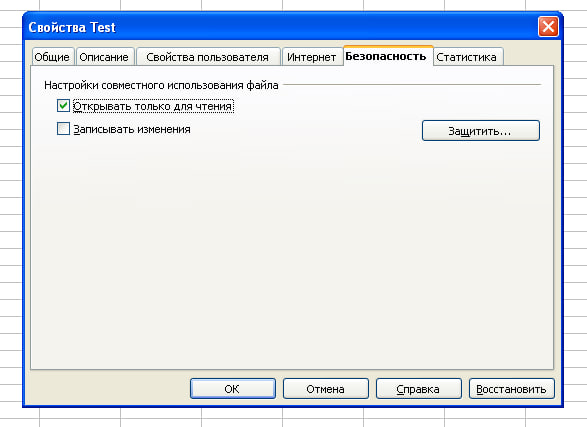 Свойства Test
Общие Описание Свойства пользователя Интернет Безопасность Статистика
Настройки совместного использования файла
Открывать только для чтения
Записывать изменения
Защитить...
ОК Отмена Справка Восстановить